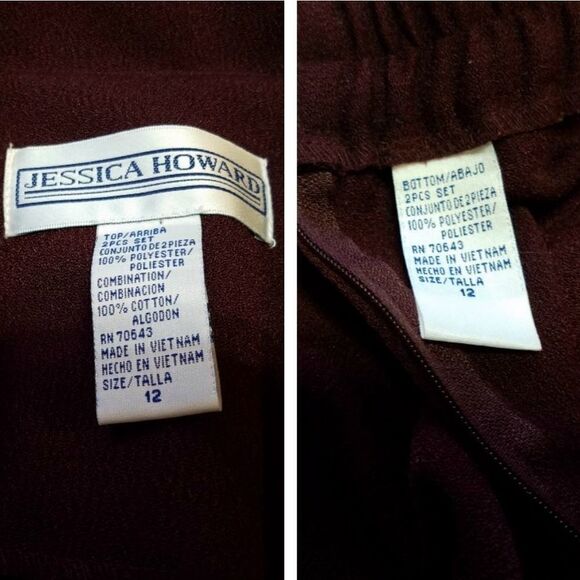 JESSICA HOWARD
TOP/ARRIBA
2PCS SET
CONJUNTO DE 2 PIEZA
100% POLYESTER/
POLIESTER
COMBINATION/
COMBINACION
100% COTTON/
ALGODON
RN 70643
MADE IN VIETNAM
HECHO EN VIETNAM
SIZE/TALLA
12
BOTTOM/ABAJO
2PCS SET
CONJUNTO DE 2 PIEZA
100% POLYESTER/
POLIESTER
RN 70643
MADE IN VIETNAM
HECHO EN VIETNAM
SIZE/TALLA
12